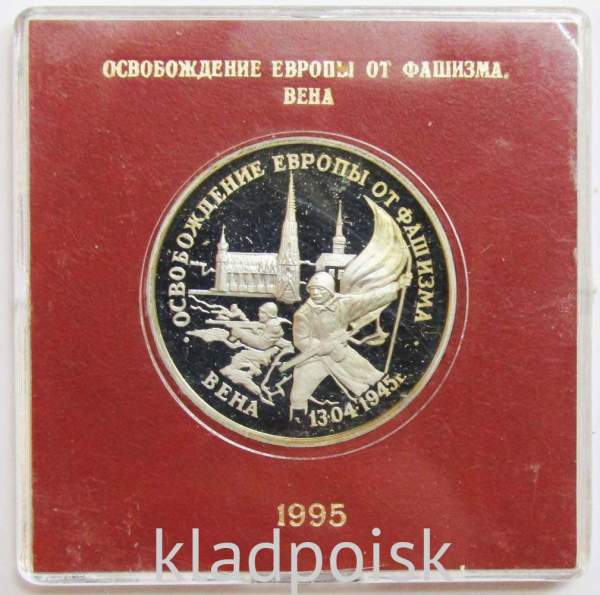 ОСВОБОЖДЕНИЕ ЕВРОПЫ ОТ ФАШИЗМА.
ВЕНА
· ОСВОБОЖДЕНИЕ ЕВРОПЫ ОТ ФАШИЗМА ·
ВЕНА
13·04·1945г.
1995
kladpoisk